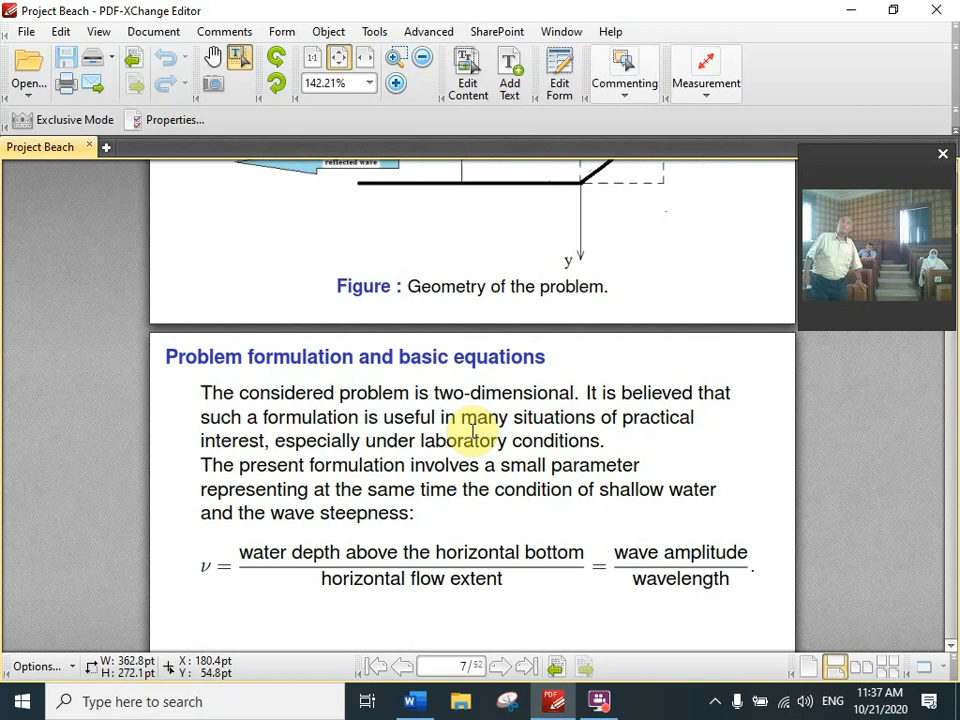 Project Beach - PDF-XChange Editor
File Edit View Document Comments Form Object Tools Advanced SharePoint Window Help
Open...
142.21%
1:1
Edit Content
Add Text
Edit Form
Commenting
Measurement
Exclusive Mode Properties...
Project Beach
reflected wave
y
Figure : Geometry of the problem.
Problem formulation and basic equations
The considered problem is two-dimensional. It is believed that
such a formulation is useful in many situations of practical
interest, especially under laboratory conditions.
The present formulation involves a small parameter
representing at the same time the condition of shallow water
and the wave steepness:
ν = water depth above the horizontal bottom / horizontal flow extent = wave amplitude / wavelength .
Options...
W: 362.8pt
H: 272.1pt
X: 180.4pt
Y: 54.8pt
7/52
Type here to search
W
PDF
ENG
11:37 AM
10/21/2020